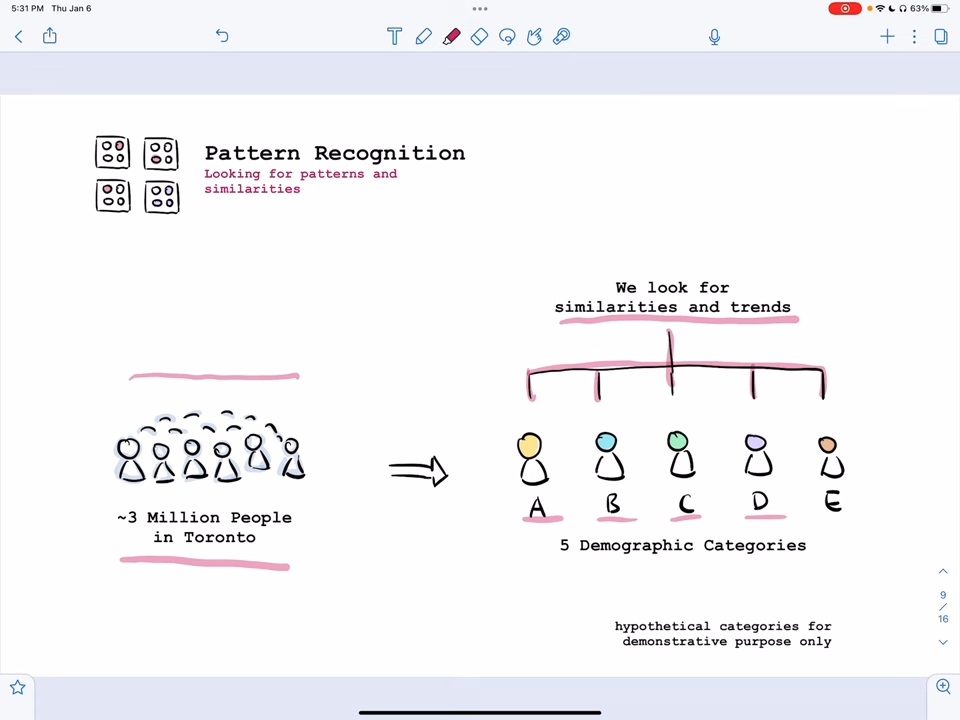 5:31 PM Thu Jan 6
63%
Pattern Recognition
Looking for patterns and
similarities
We look for
similarities and trends
A B C D E
~3 Million People
in Toronto
5 Demographic Categories
hypothetical categories for
demonstrative purpose only
9
/
16